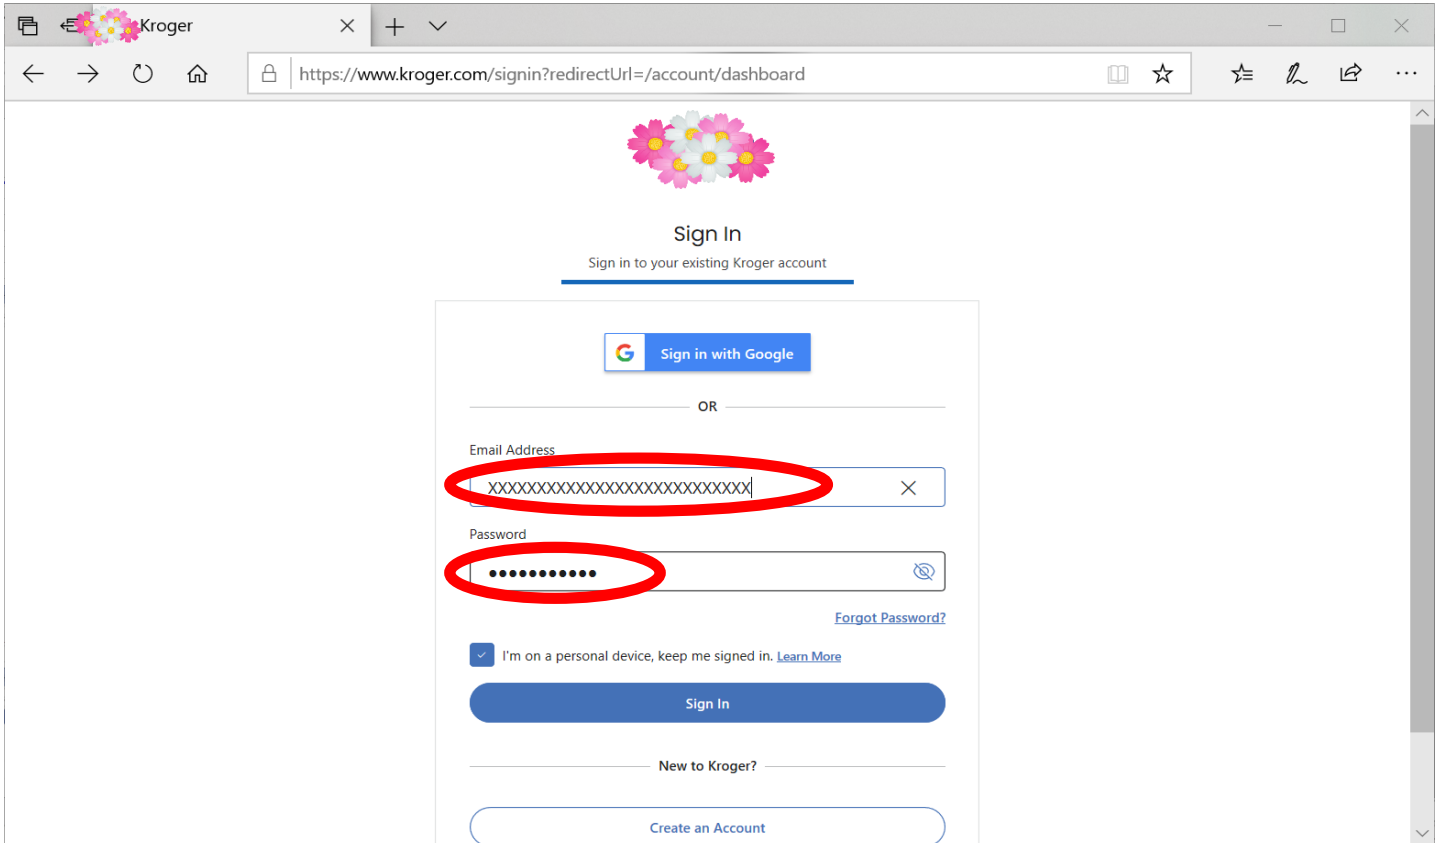 Kroger
https://www.kroger.com/signin?redirectUrl=/account/dashboard
Sign In
Sign in to your existing Kroger account
G Sign in with Google
OR
Email Address
XXXXXXXXXXXXXXXXXXXXXXXXXXX
Password
•••••••••••
Forgot Password?
I'm on a personal device, keep me signed in. Learn More
Sign In
New to Kroger?
Create an Account